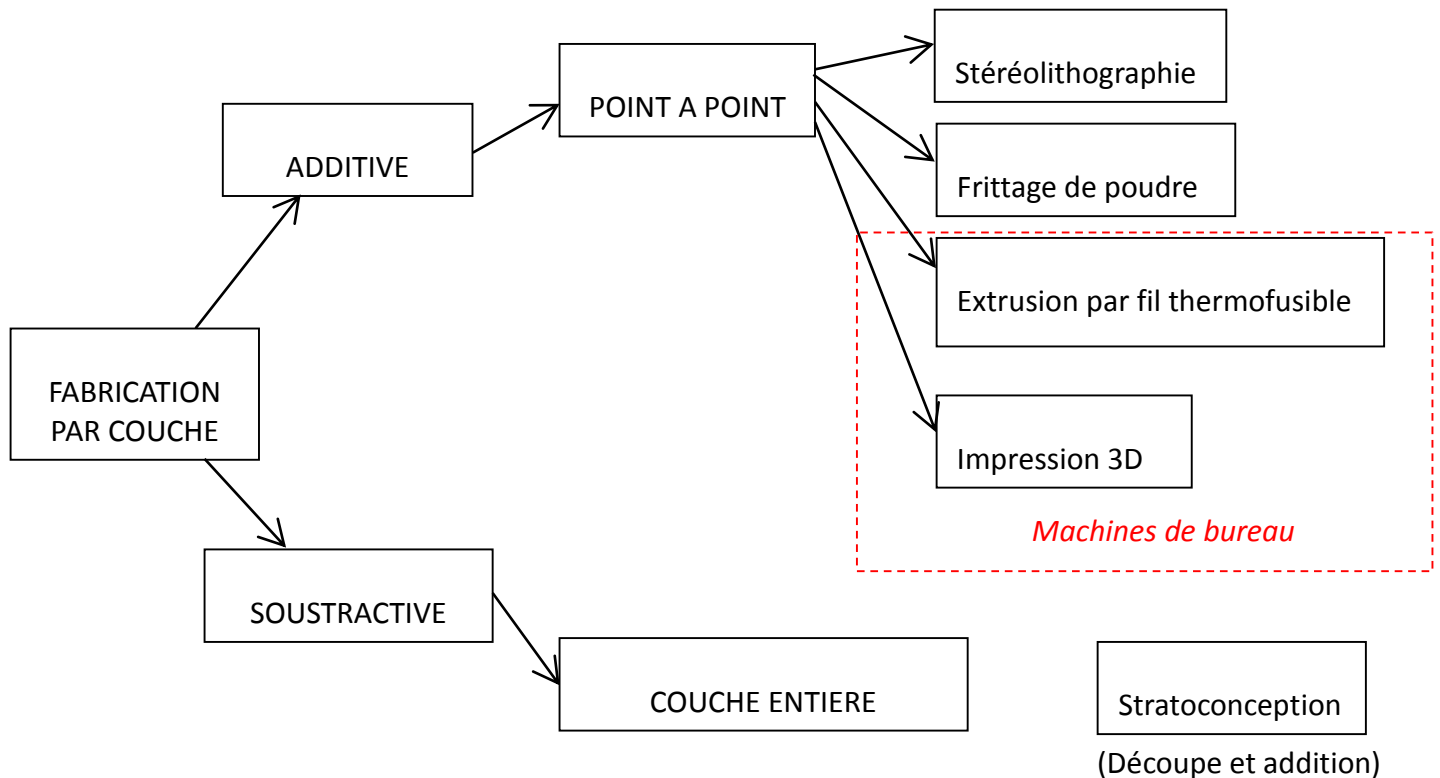 Stéréolithographie
POINT A POINT
ADDITIVE
Frittage de poudre
Extrusion par fil thermofusible
FABRICATION
PAR COUCHE
Impression 3D
Machines de bureau
SOUSTRACTIVE
COUCHE ENTIERE
Stratoconception
(Découpe et addition)